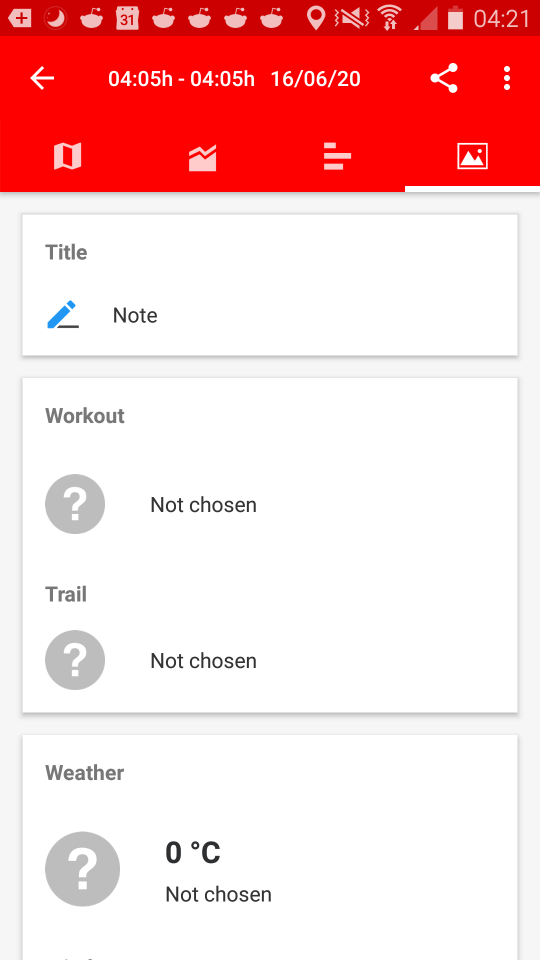 31
04:21
04:05h - 04:05h 16/06/20
Title
Note
Workout
? Not chosen
Trail
? Not chosen
Weather
? 0 °C
Not chosen